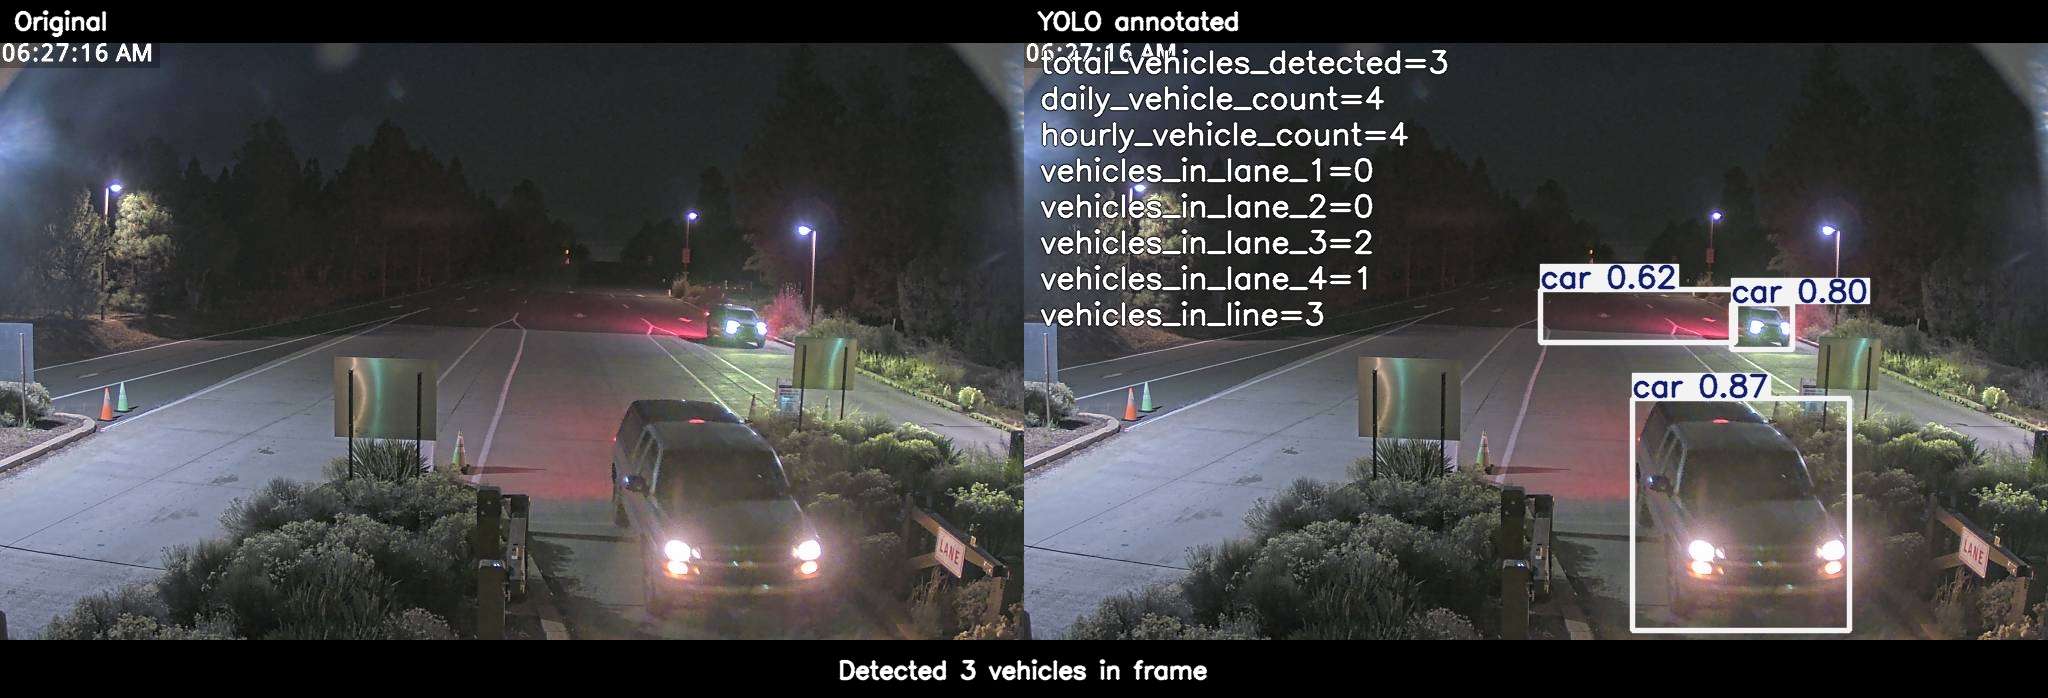 Original
YOLO annotated
06:27:16 AM
06:27:16 AM
total_vehicles_detected=3
daily_vehicle_count=4
hourly_vehicle_count=4
vehicles_in_lane_1=0
vehicles_in_lane_2=0
vehicles_in_lane_3=2
vehicles_in_lane_4=1
vehicles_in_line=3
car 0.62
car 0.80
car 0.87
LANE
LANE
Detected 3 vehicles in frame